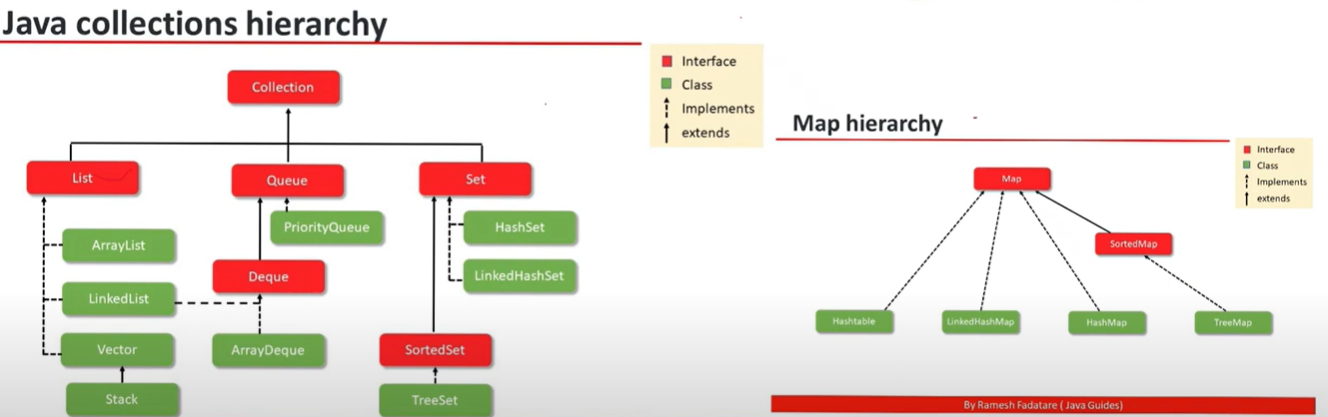 Java collections hierarchy
Interface
Class
Implements
extends
Collection
List
Queue
Set
PriorityQueue
HashSet
ArrayList
Deque
LinkedHashSet
LinkedList
Vector
ArrayDeque
SortedSet
Stack
TreeSet
Map hierarchy
Interface
Class
Implements
extends
Map
SortedMap
Hashtable
LinkedHashMap
HashMap
TreeMap
By Ramesh Fadatare ( Java Guides)